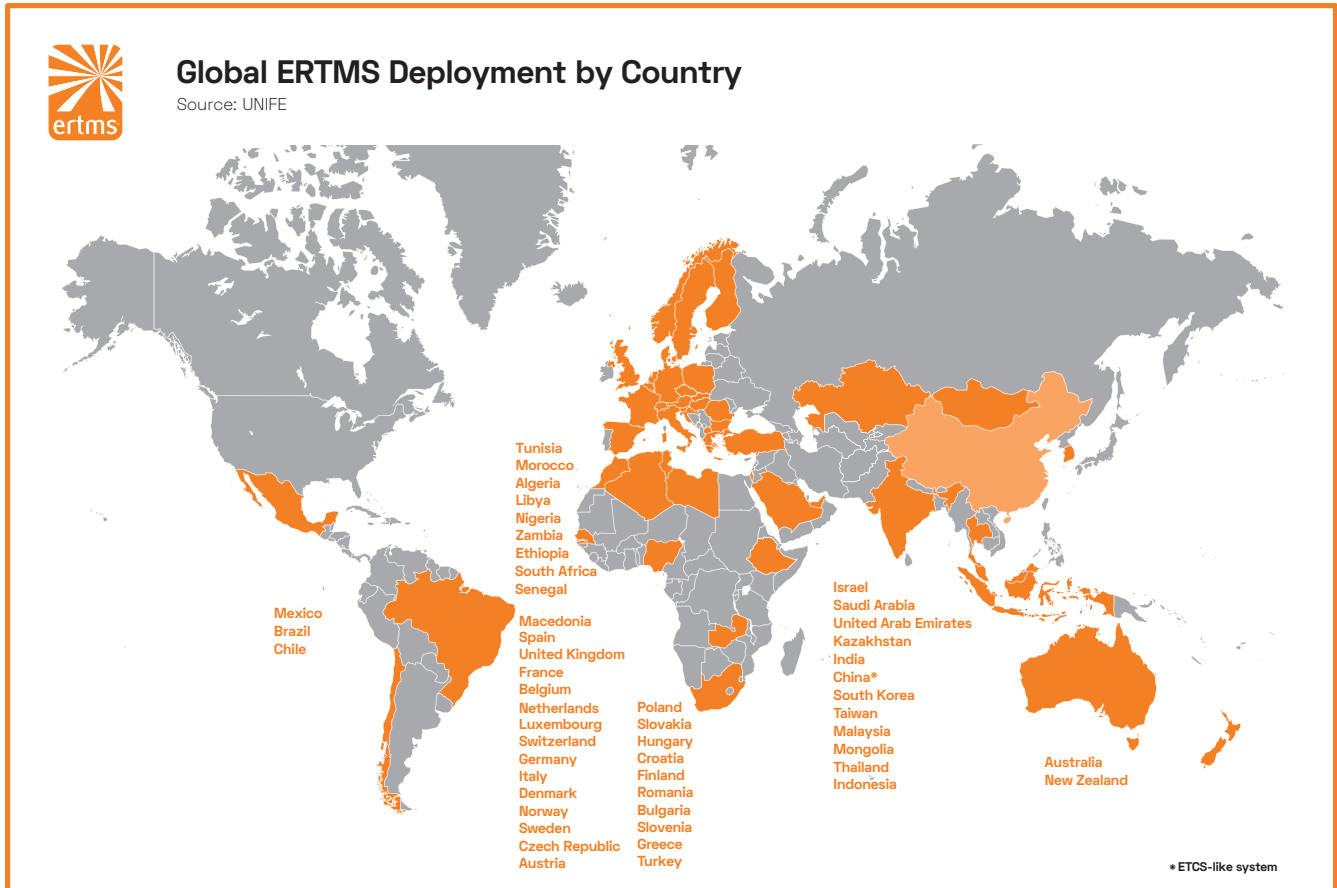 ertms
Global ERTMS Deployment by Country
Source: UNIFE
Tunisia
Morocco
Algeria
Libya
Nigeria
Zambia
Ethiopia
South Africa
Senegal
Mexico
Brazil
Chile
Macedonia
Spain
United Kingdom
France
Belgium
Netherlands
Luxembourg
Switzerland
Germany
Italy
Denmark
Norway
Sweden
Czech Republic
Austria
Poland
Slovakia
Hungary
Croatia
Finland
Romania
Bulgaria
Slovenia
Greece
Turkey
Israel
Saudi Arabia
United Arab Emirates
Kazakhstan
India
China*
South Korea
Taiwan
Malaysia
Mongolia
Thailand
Indonesia
Australia
New Zealand
* ETCS-like system